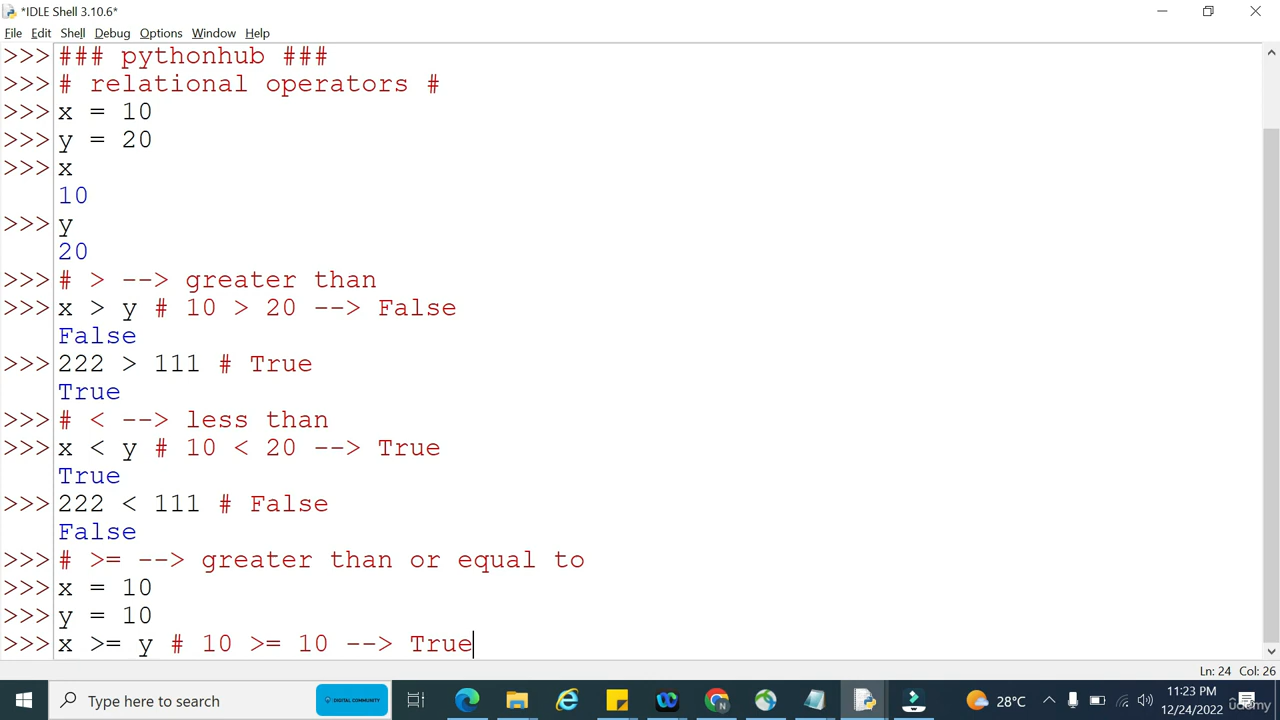 *IDLE Shell 3.10.6*
File Edit Shell Debug Options Window Help
>>> ### pythonhub ###
>>> # relational operators #
>>> x = 10
>>> y = 20
>>> x
10
>>> y
20
>>> # > --> greater than
>>> x > y # 10 > 20 --> False
False
>>> 222 > 111 # True
True
>>> # < --> less than
>>> x < y # 10 < 20 --> True
True
>>> 222 < 111 # False
False
>>> # >= --> greater than or equal to
>>> x = 10
>>> y = 10
>>> x >= y # 10 >= 10 --> True
Ln: 24 Col: 26
Type here to search
DIGITAL COMMUNITY
28°C
11:23 PM
12/24/2022
udemy